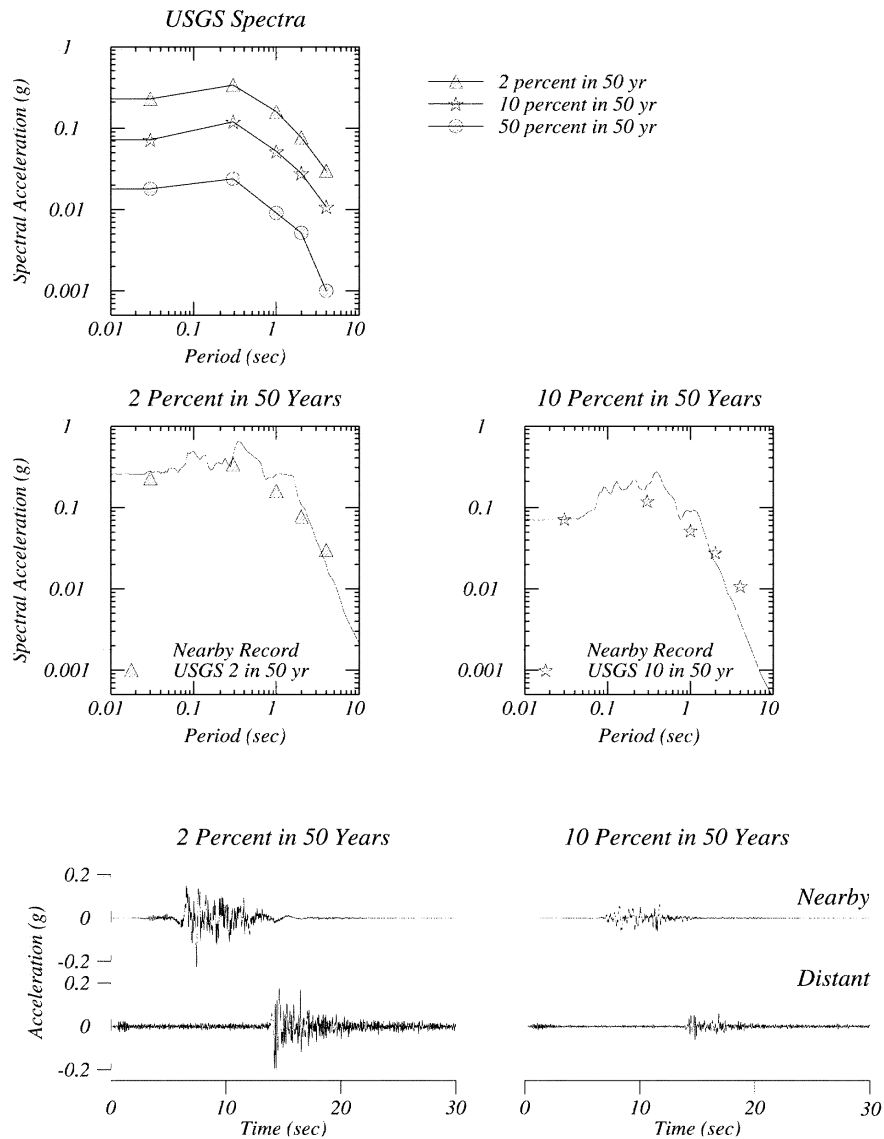 USGS Spectra
1
0.1
0.01
0.001
Spectral Acceleration (g)
0.01 0.1 1 10
Period (sec)
2 percent in 50 yr
10 percent in 50 yr
50 percent in 50 yr
2 Percent in 50 Years
1
0.1
0.01
0.001
Spectral Acceleration (g)
Nearby Record
USGS 2 in 50 yr
0.01 0.1 1 10
Period (sec)
10 Percent in 50 Years
1
0.1
0.01
0.001
Nearby Record
USGS 10 in 50 yr
0.01 0.1 1 10
Period (sec)
2 Percent in 50 Years
10 Percent in 50 Years
0.2
0
-0.2
Nearby
Acceleration (g)
0.2
0
-0.2
Distant
0 10 20 30
Time (sec)
0 10 20 30
Time (sec)